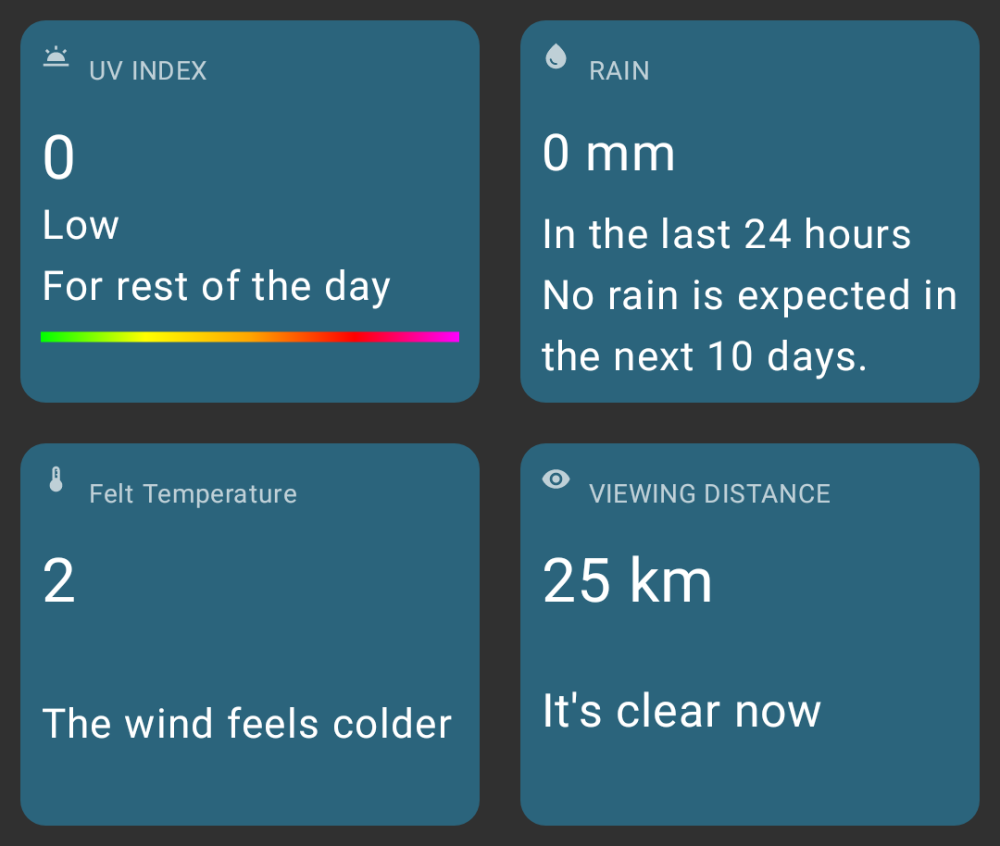 UV INDEX
0
Low
For rest of the day
RAIN
0 mm
In the last 24 hours
No rain is expected in
the next 10 days.
Felt Temperature
2
The wind feels colder
VIEWING DISTANCE
25 km
It's clear now